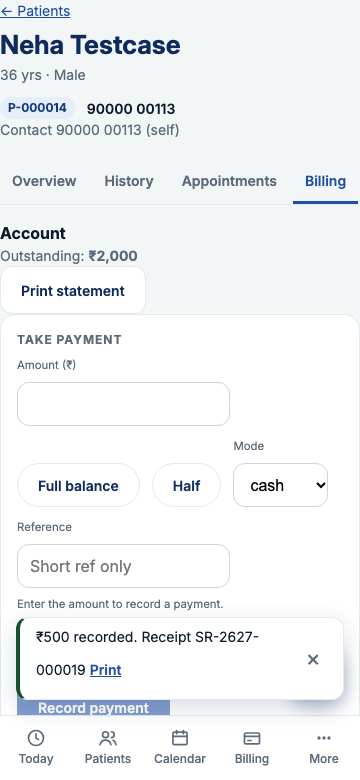 ← Patients
Neha Testcase
36 yrs · Male
P-000014 90000 00113
Contact 90000 00113 (self)
Overview History Appointments Billing
Account
Outstanding: ₹2,000
Print statement
TAKE PAYMENT
Amount (₹)
Mode
Full balance Half cash
Reference
Short ref only
Enter the amount to record a payment.
₹500 recorded. Receipt SR-2627-
000019 Print ✕
Record payment
Today Patients Calendar Billing More